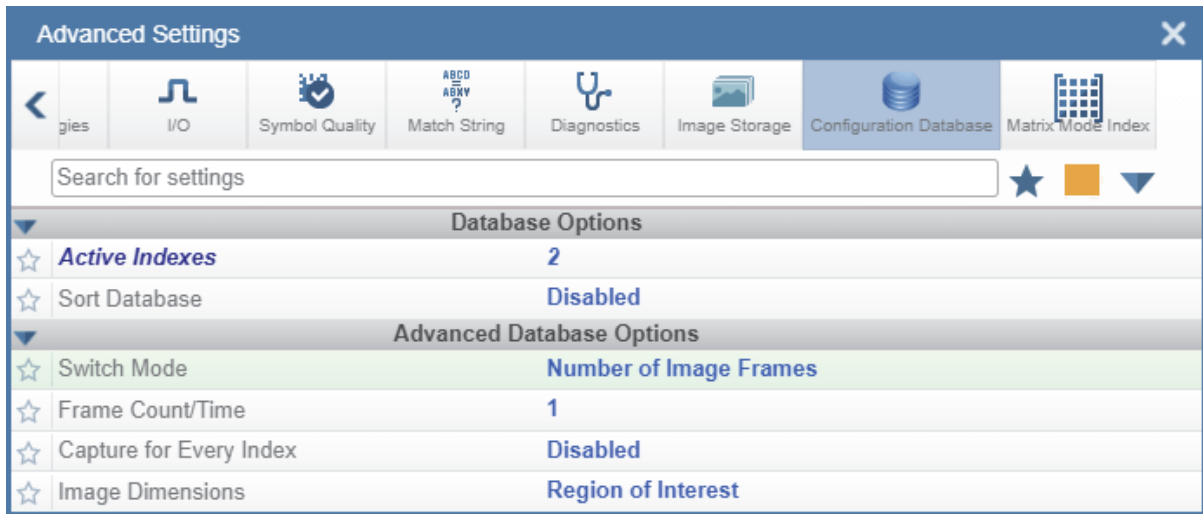 Advanced Settings
gies
I/O
Symbol Quality
ABCD
=
ABNY
?
Match String
Diagnostics
Image Storage
Configuration Database
Matrix Mode Index
Search for settings
Database Options
Active Indexes 2
Sort Database Disabled
Advanced Database Options
Switch Mode Number of Image Frames
Frame Count/Time 1
Capture for Every Index Disabled
Image Dimensions Region of Interest